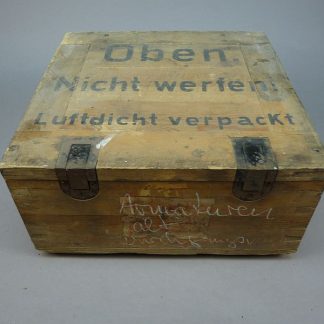 Oben.
Nicht werfen!
Luftdicht verpackt
Armaturen
alt